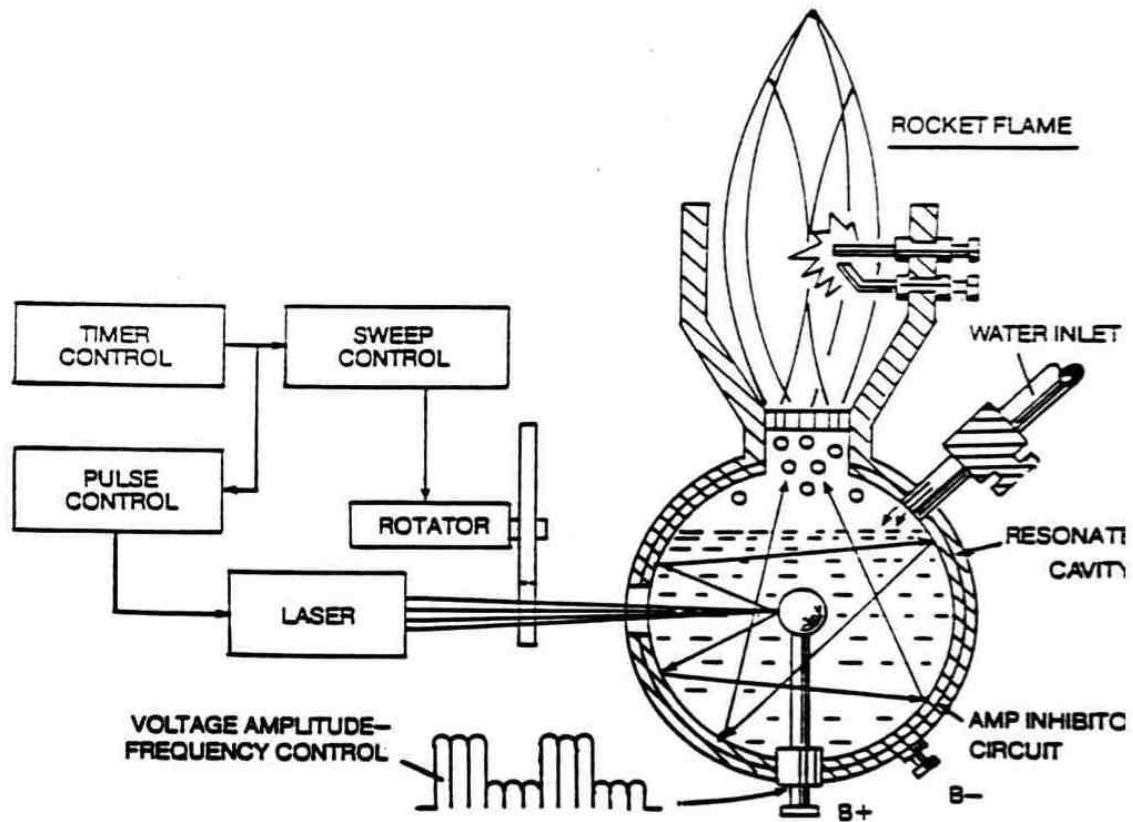 ROCKET FLAME
TIMER
CONTROL
SWEEP
CONTROL
WATER INLET
PULSE
CONTROL
ROTATOR
RESONATI
CAVITY
LASER
VOLTAGE AMPLITUDE—
FREQUENCY CONTROL
AMP INHIBITO
CIRCUIT
B+
B—